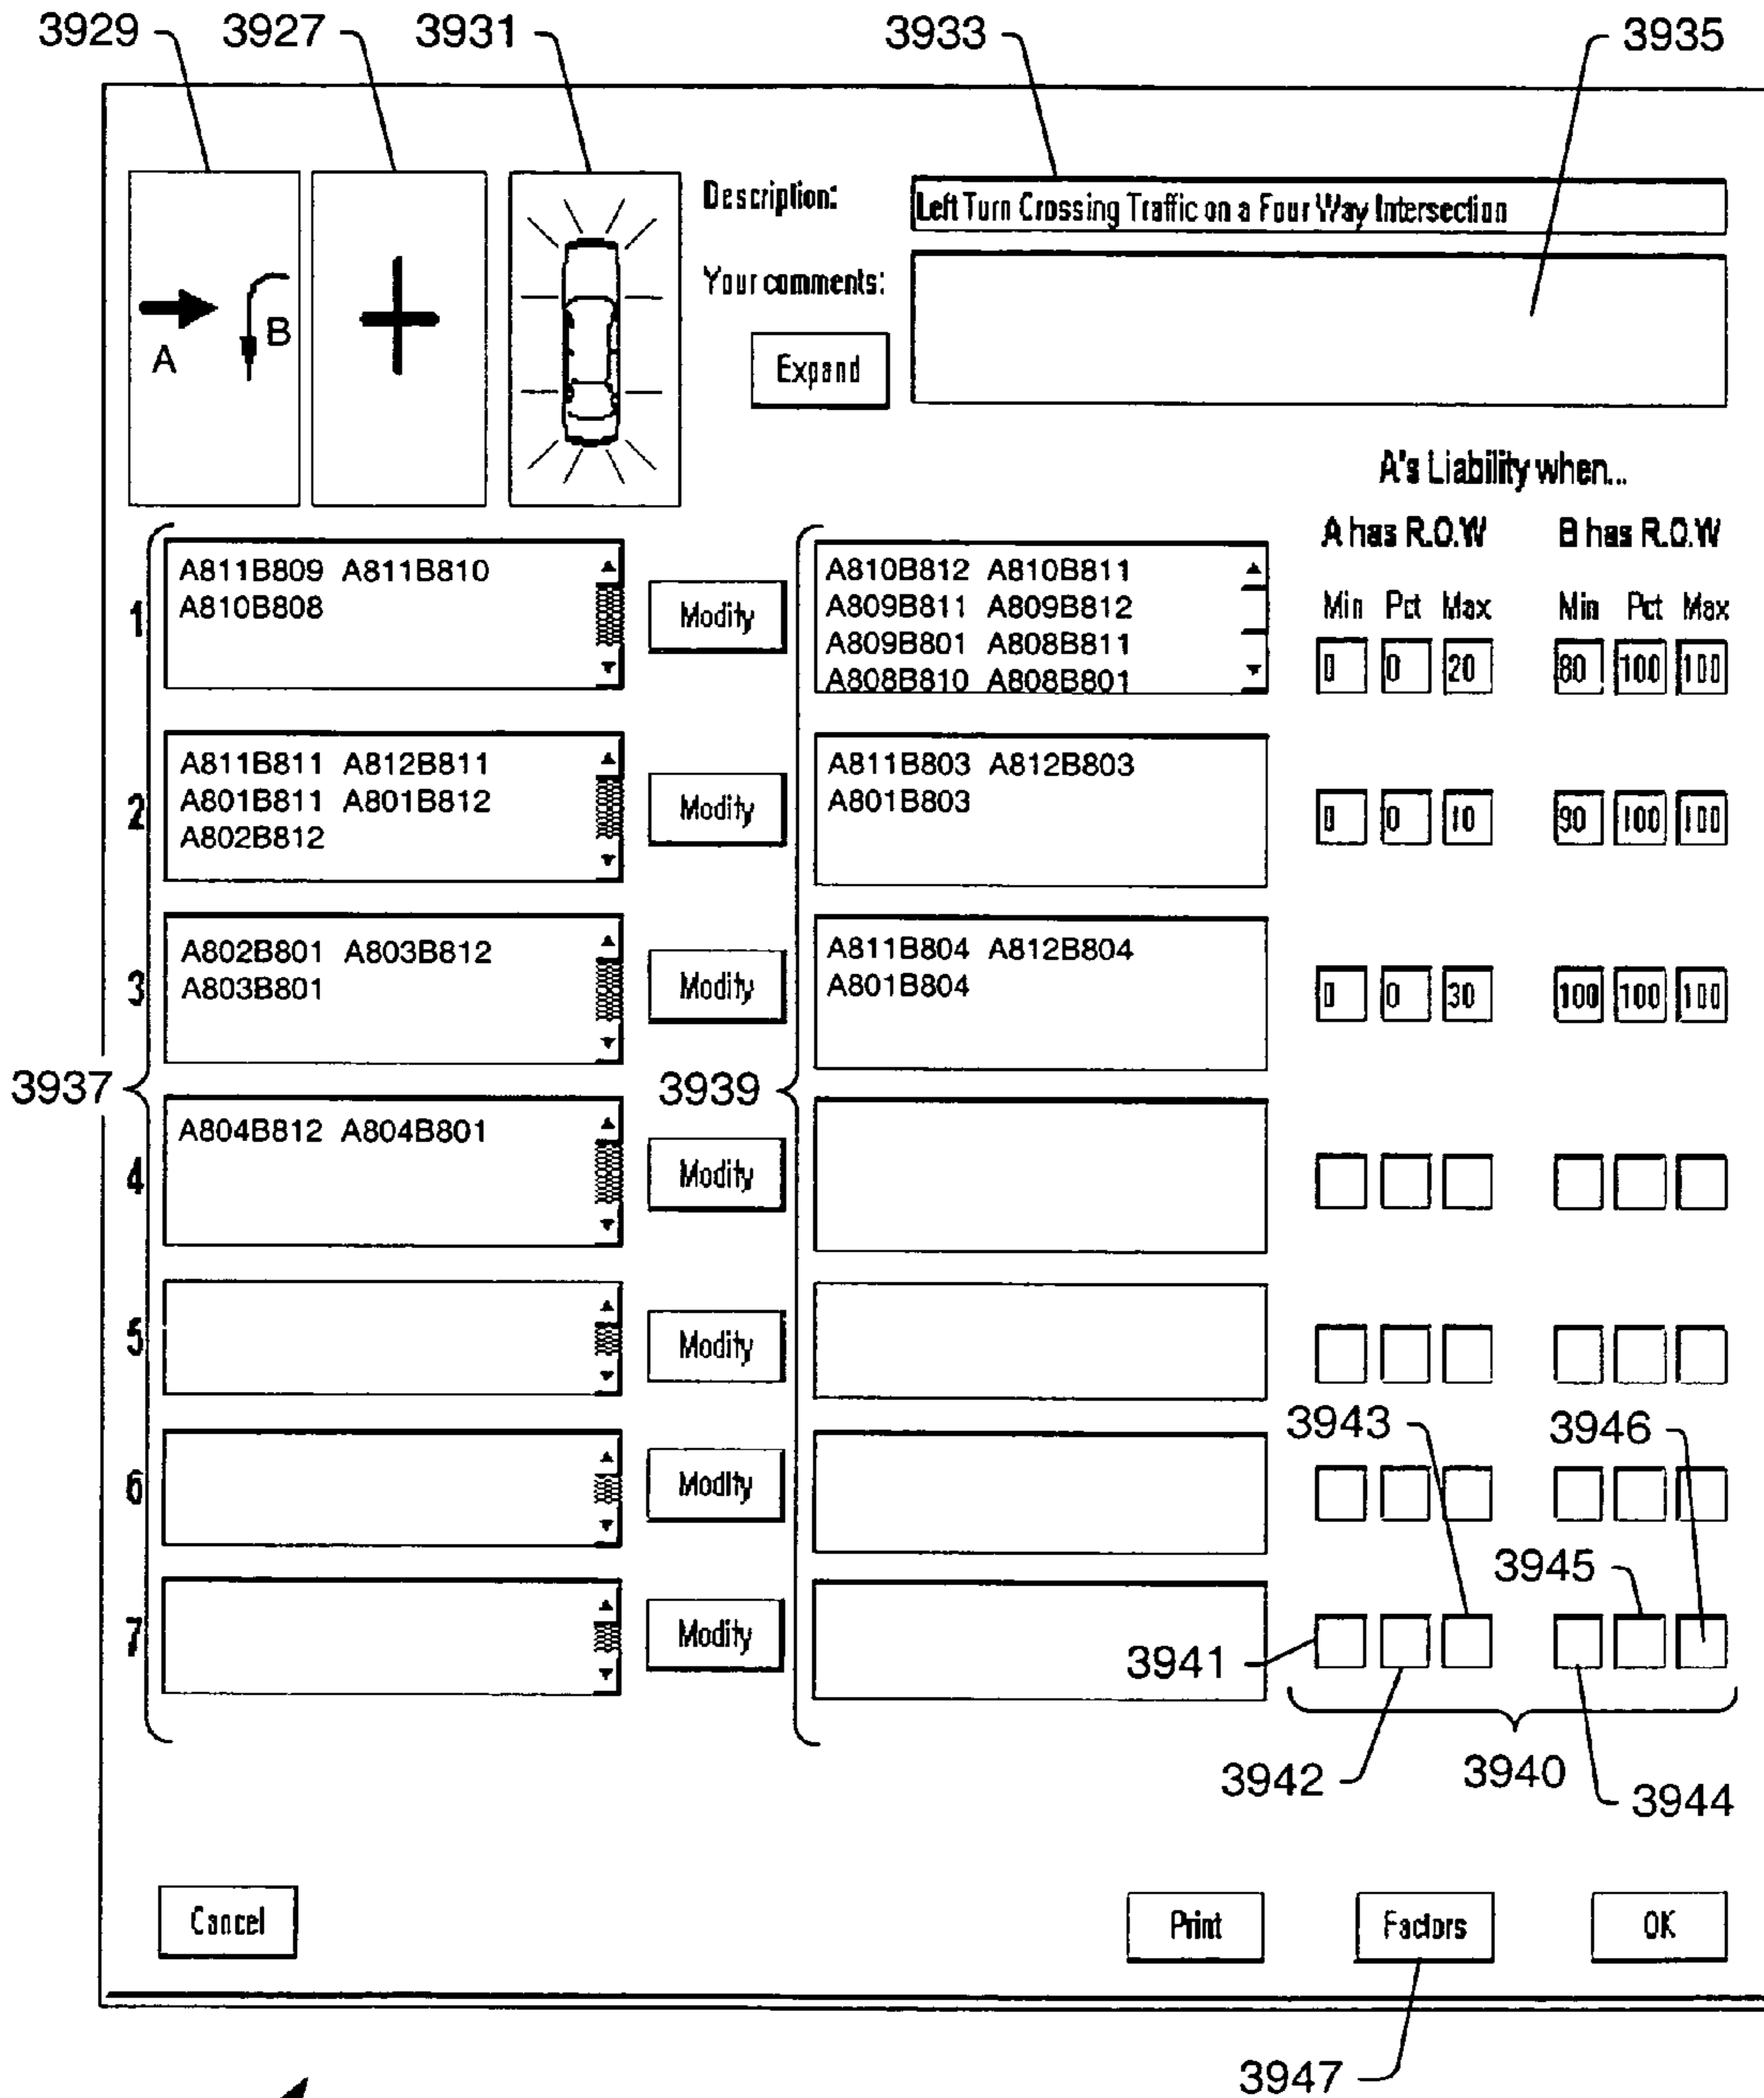 3929 3927 3931 3933 3935
Description: Left Turn Crossing Traffic on a Four Way Intersection
Your comments:
A B
Expand
A's Liability when...
A has R.O.W B has R.O.W
Min Pct Max Min Pct Max
1 A811B809 A811B810 Modify A810B812 A810B811
A810B808 A809B811 A809B812
A809B801 A808B811
A808B810 A808B801
0 0 20 80 100 100
2 A811B811 A812B811 Modify A811B803 A812B803
A801B811 A801B812 A801B803
A802B812
0 0 10 90 100 100
3 A802B801 A803B812 Modify A811B804 A812B804
A803B801 A801B804
0 0 30 100 100 100
3937 3939
4 A804B812 A804B801 Modify
5 Modify
3943 3946
6 Modify
3945
7 Modify
3941
3942 3940 3944
Cancel Print Factors OK
3947